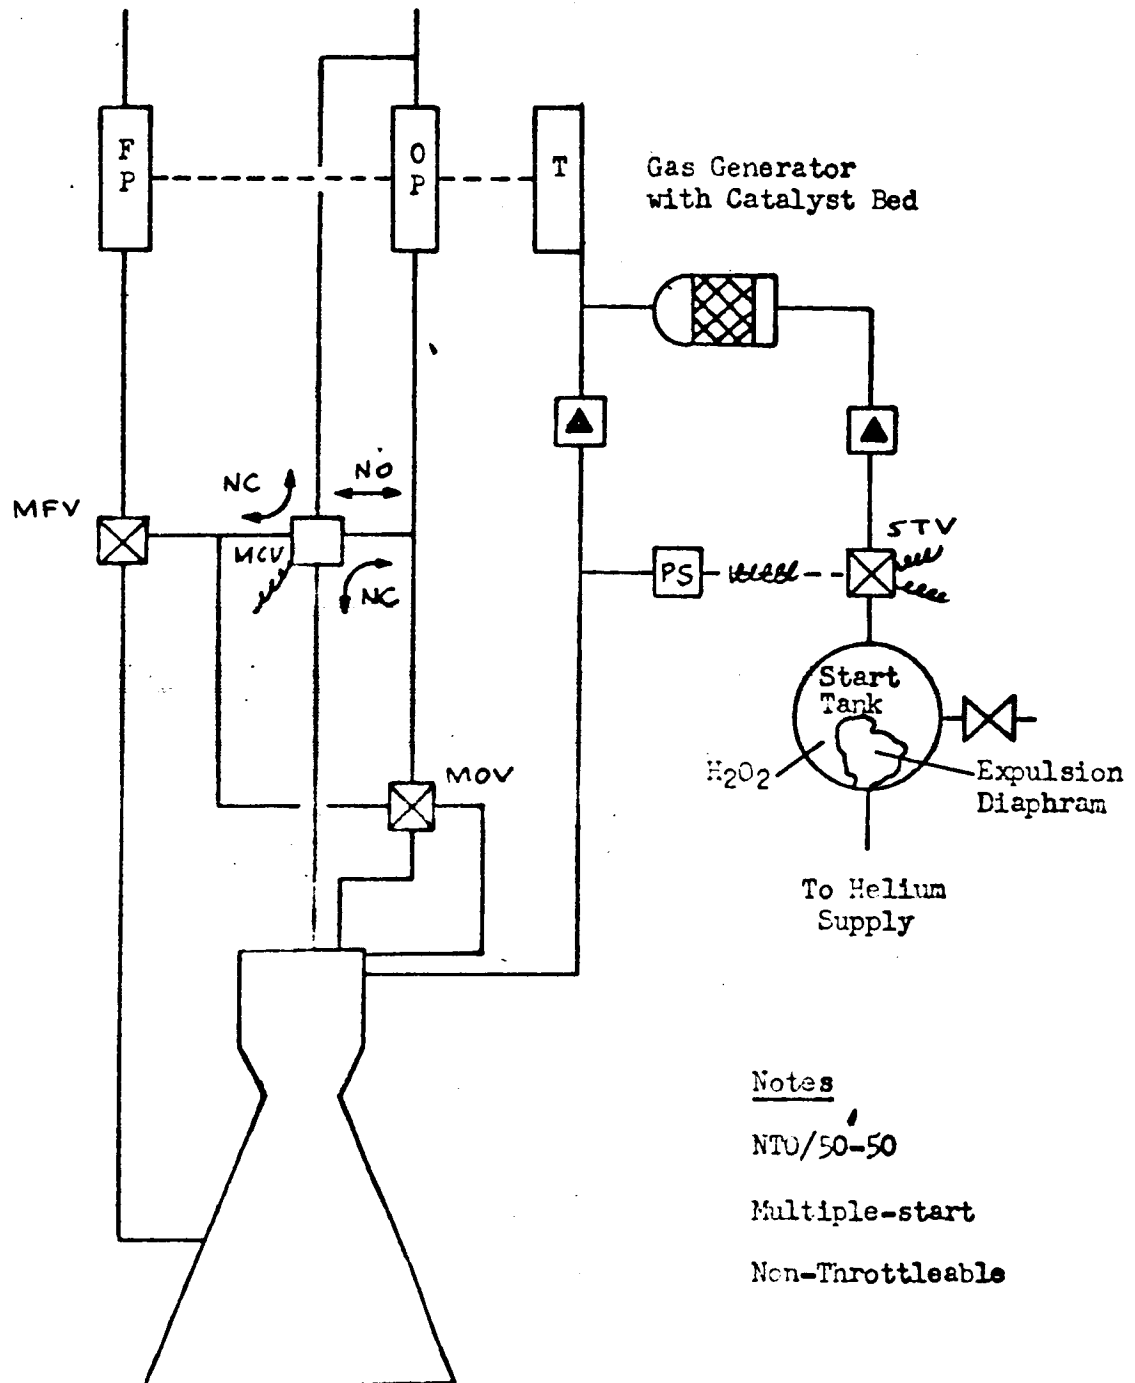 F
P
O
P
T
Gas Generator
with Catalyst Bed
NC
NO
MFV
MCV
NC
STV
PS
Start
Tank
MOV
H2O2
Expulsion
Diaphram
To Helium
Supply
Notes
NTO/50-50
Multiple-start
Non-Throttleable